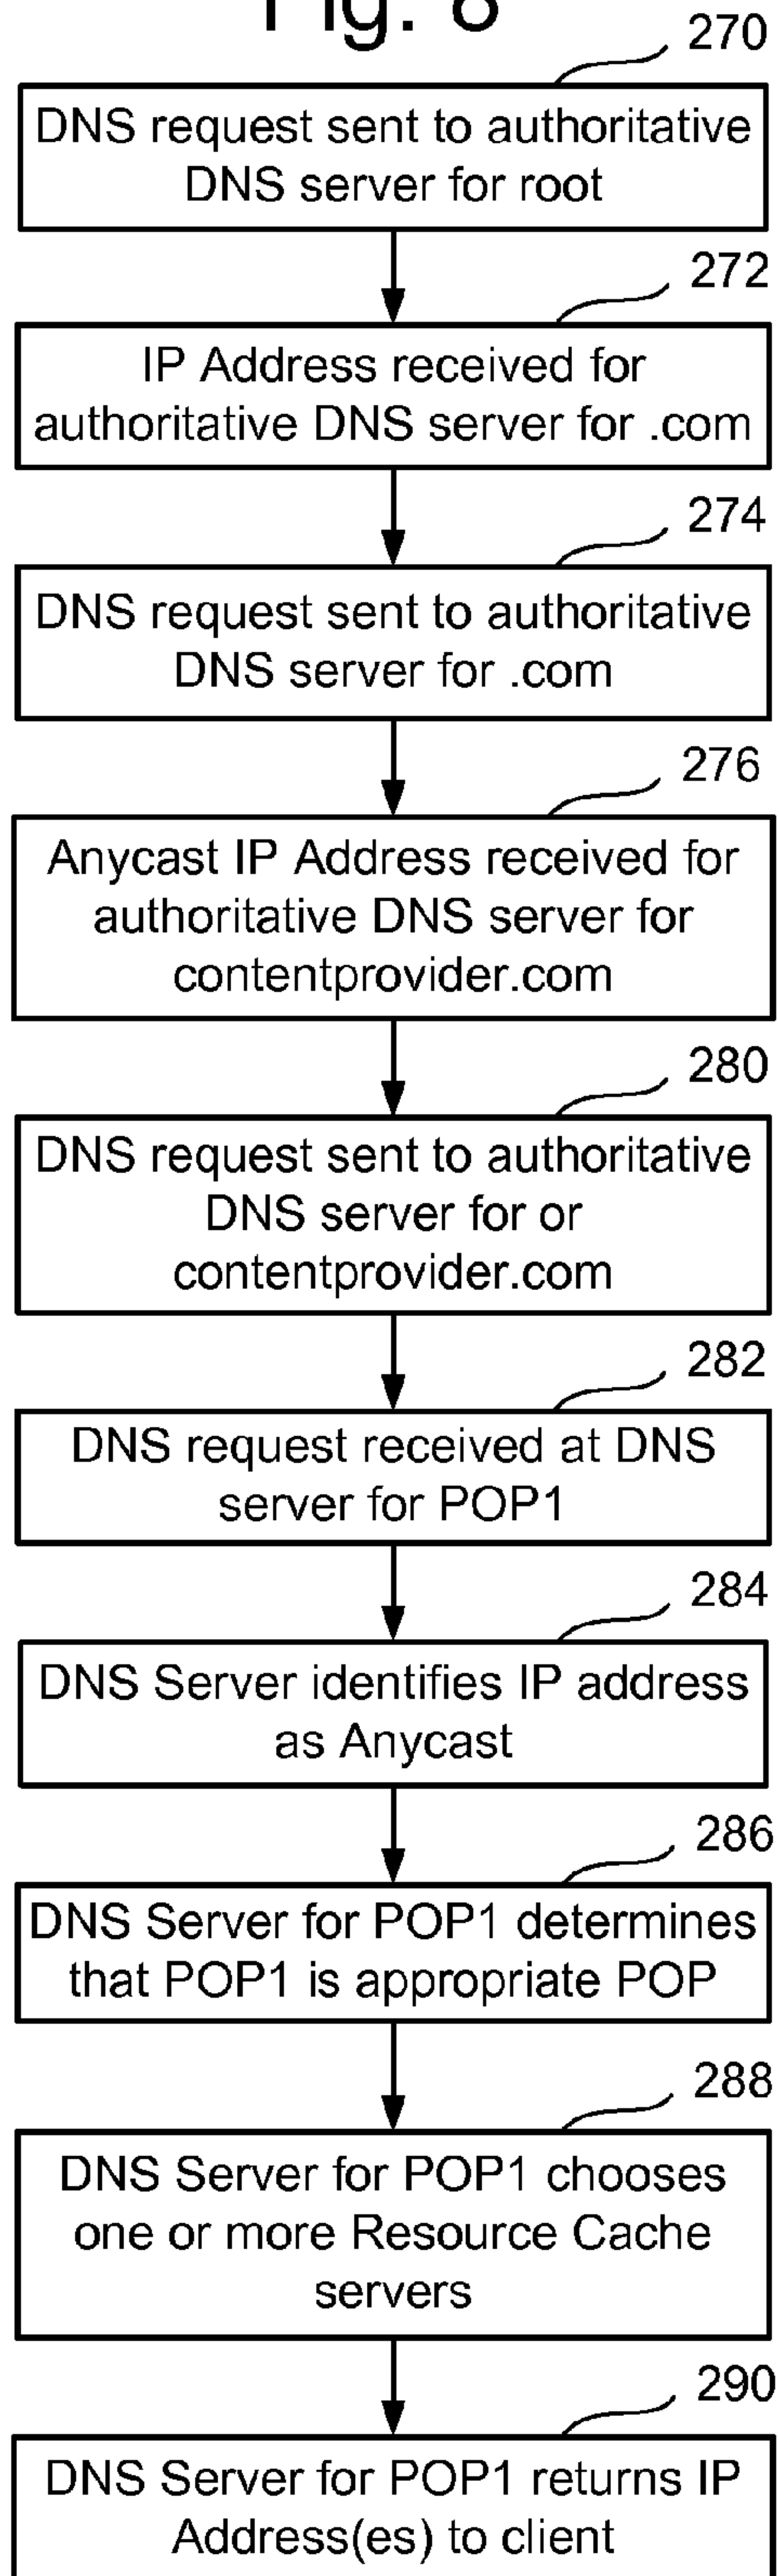 Fig. 8
270
DNS request sent to authoritative
DNS server for root
272
IP Address received for
authoritative DNS server for .com
274
DNS request sent to authoritative
DNS server for .com
276
Anycast IP Address received for
authoritative DNS server for
contentprovider.com
280
DNS request sent to authoritative
DNS server for or
contentprovider.com
282
DNS request received at DNS
server for POP1
284
DNS Server identifies IP address
as Anycast
286
DNS Server for POP1 determines
that POP1 is appropriate POP
288
DNS Server for POP1 chooses
one or more Resource Cache
servers
290
DNS Server for POP1 returns IP
Address(es) to client